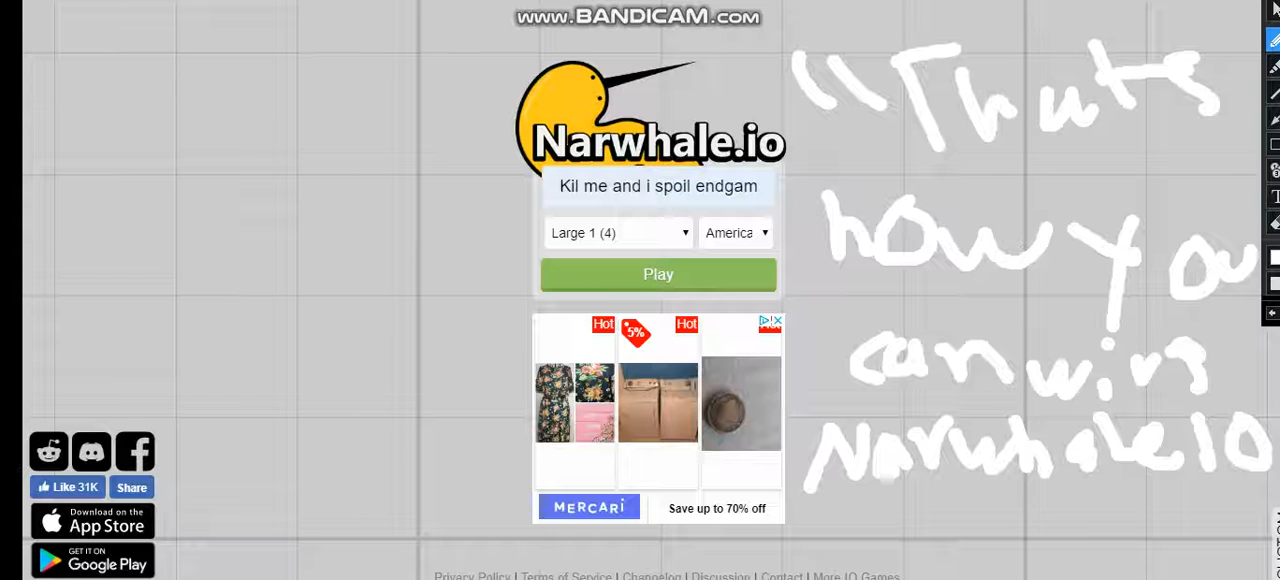 www.BANDICAM.com
Narwhale.io
Kil me and i spoil endgam
Large 1 (4)
America
Play
"Thats
how you
can win
Narwhale IO
Hot
5%
Hot
MERCARI
Save up to 70% off
Like 31K
Share
Download on the
App Store
GET IT ON
Google Play
Privacy Policy | Terms of Service | Changelog | Discussion | Contact | More IO Games